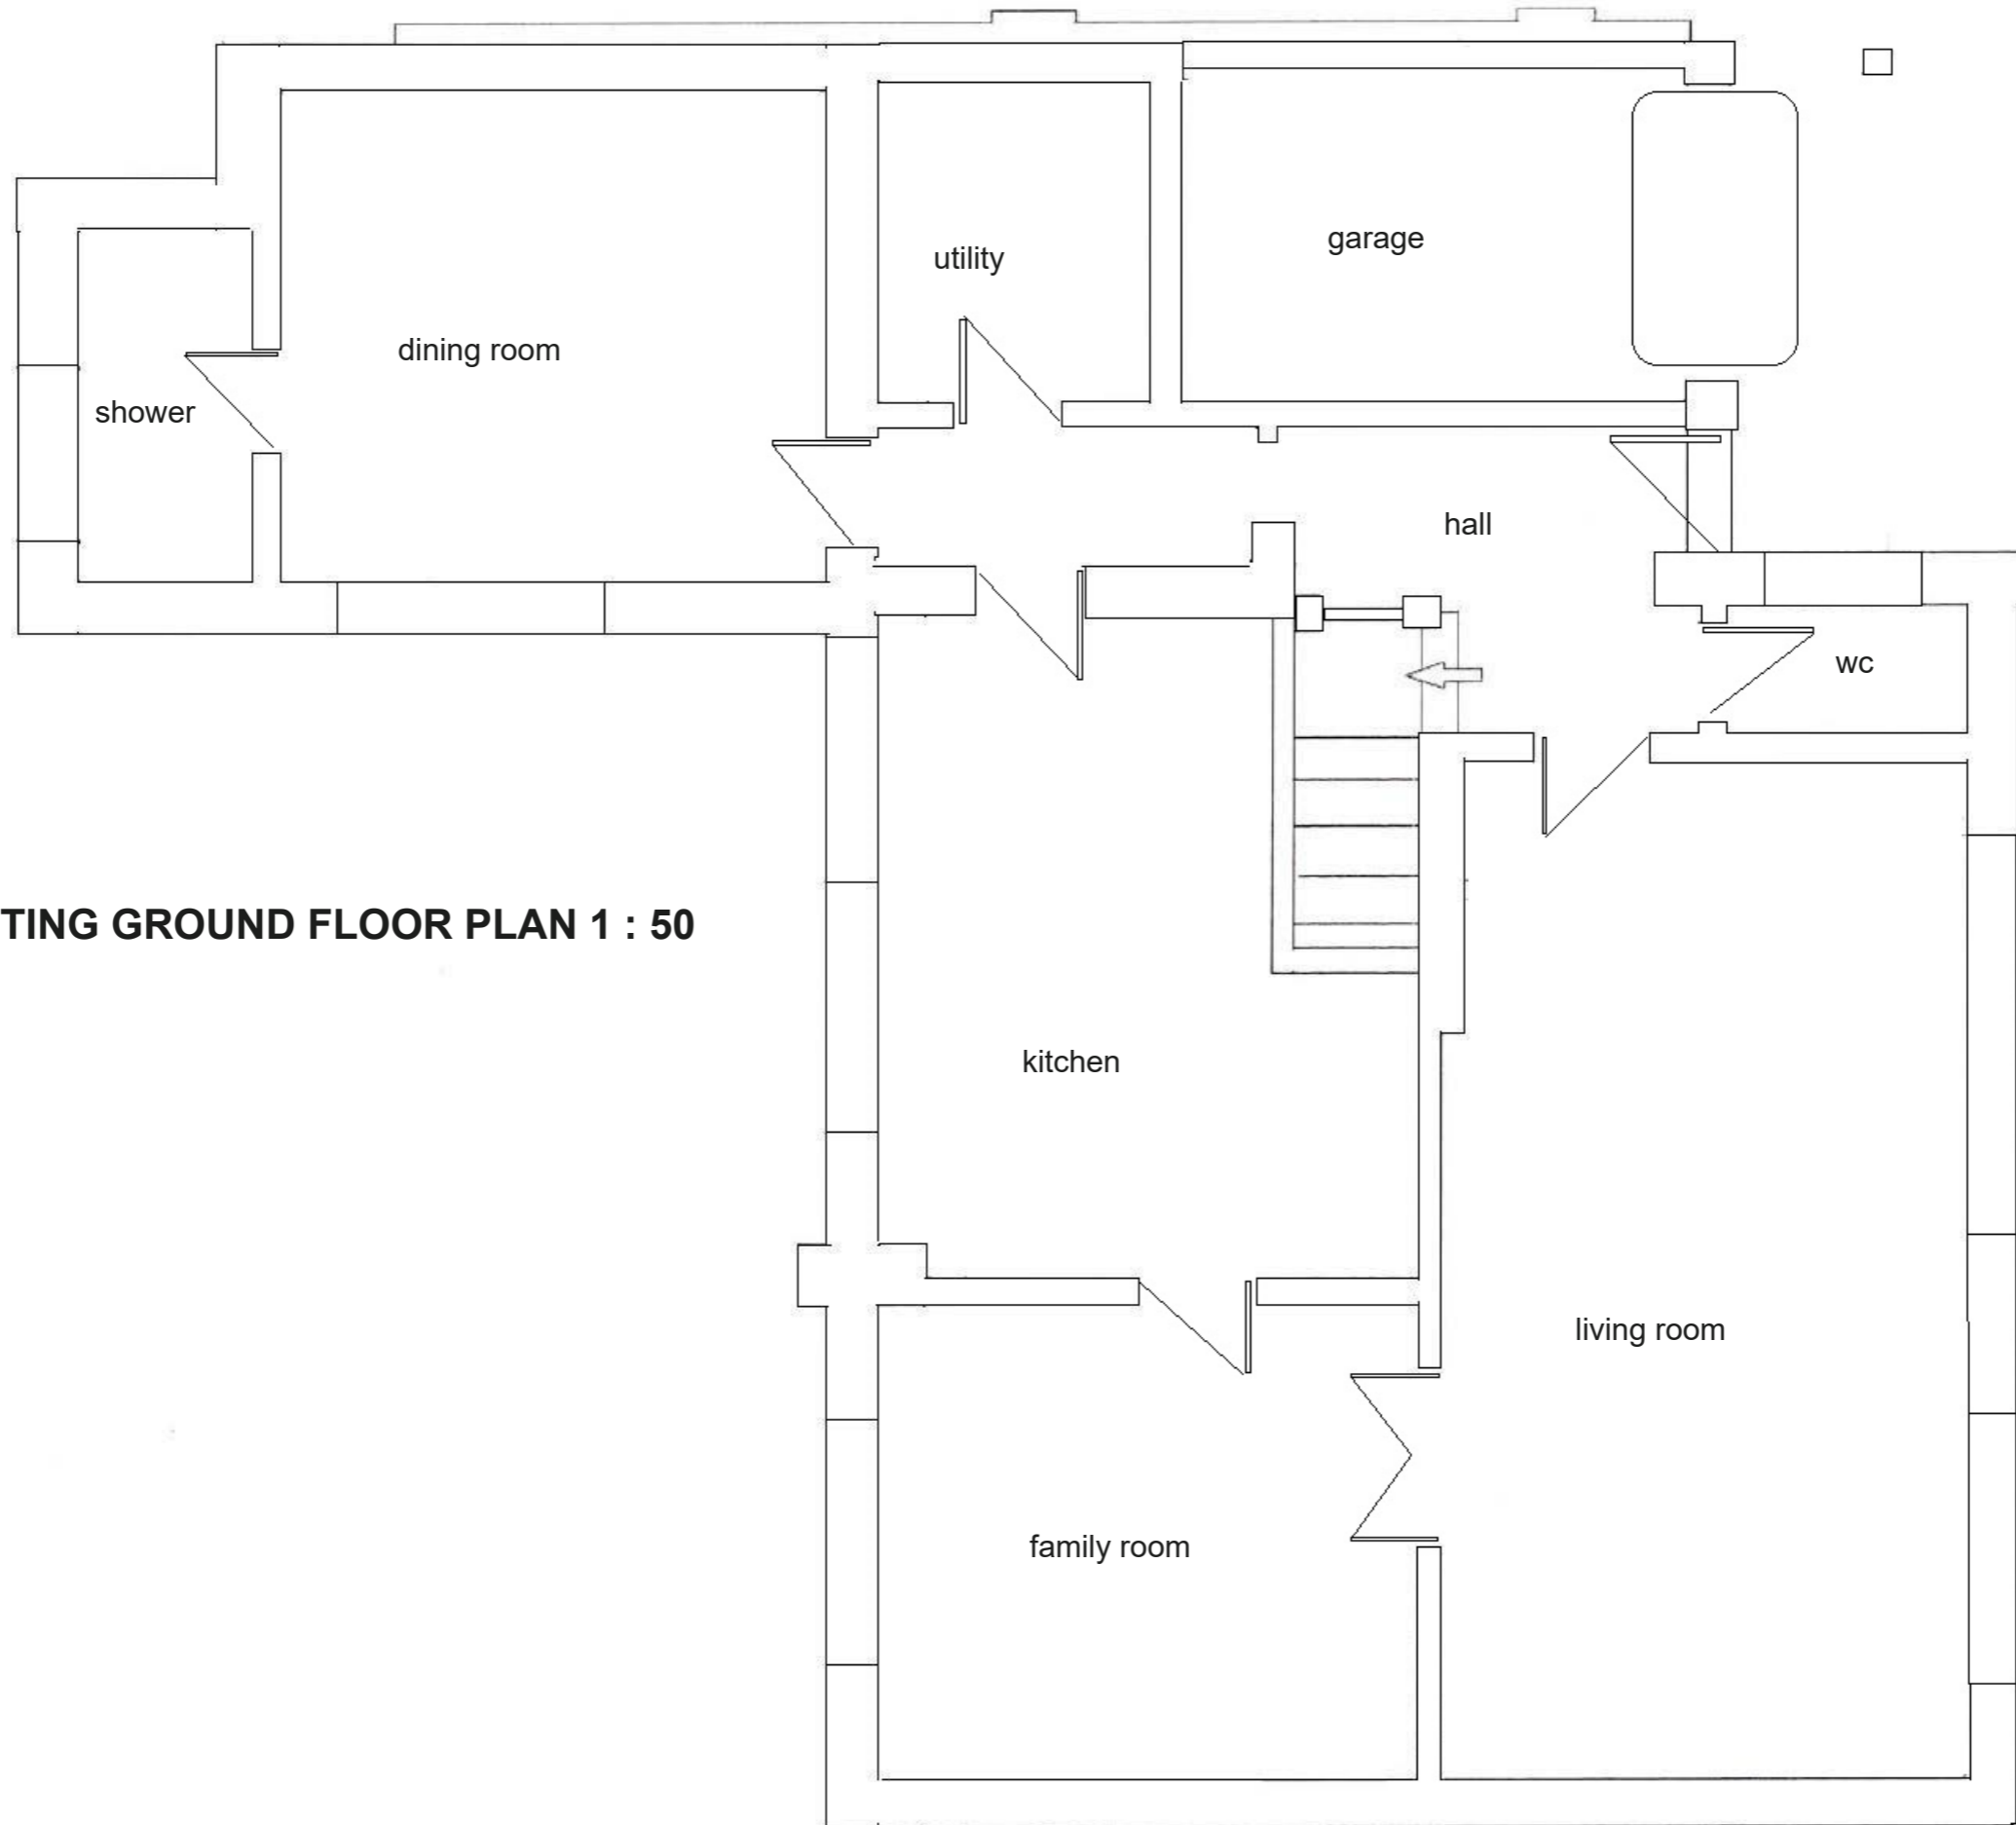 garage
utility
dining room
shower
hall
wc
TING GROUND FLOOR PLAN 1 : 50
kitchen
living room
family room